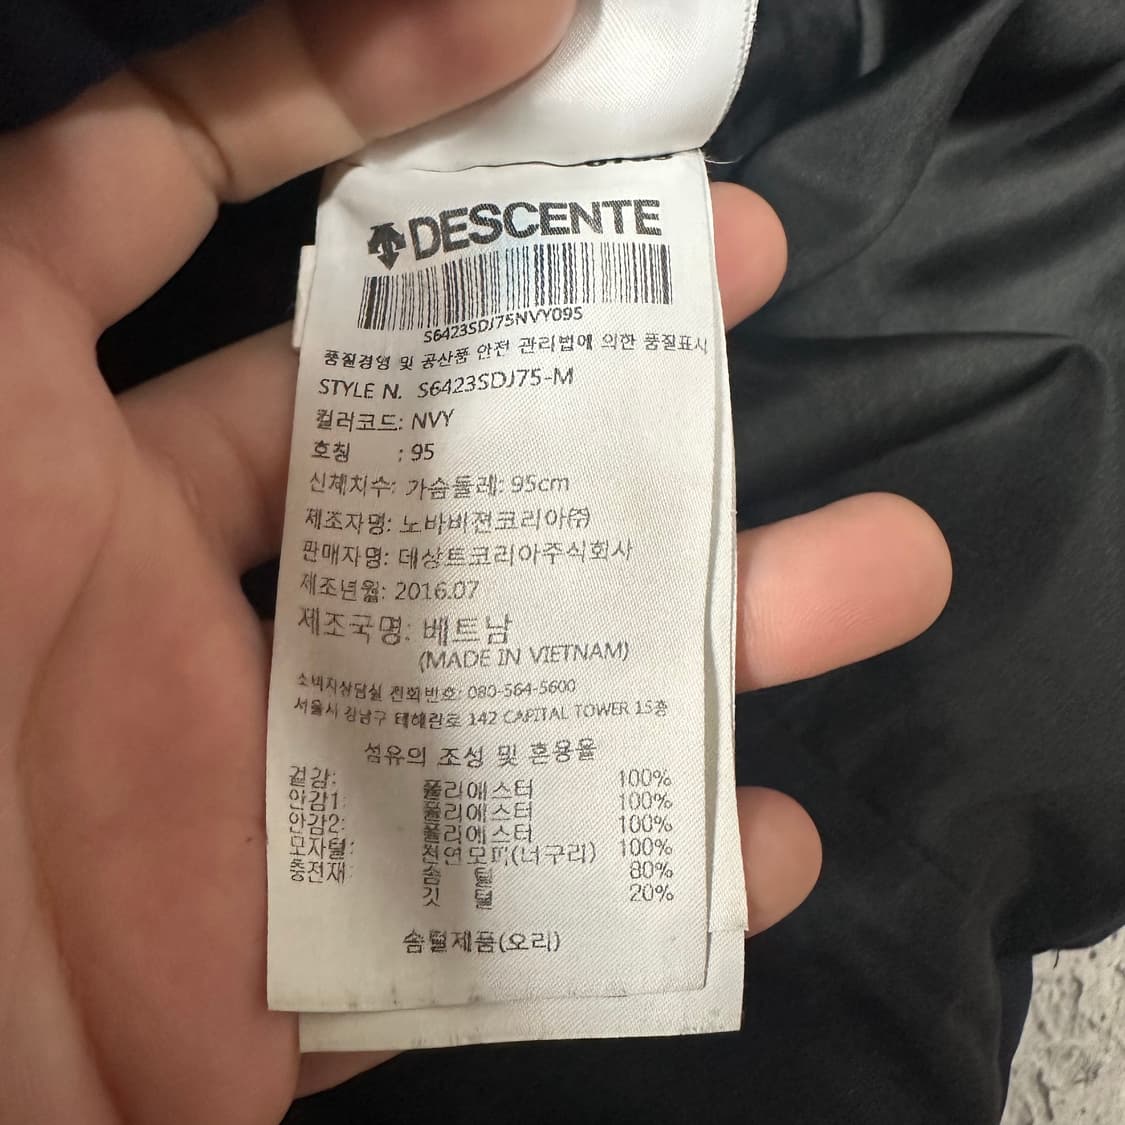 DESCENTE
S6423SDJ75NVY095
품질경영 및 공산품 안전 관리법에 의한 품질표시
STYLE N. S6423SDJ75-M
컬러코드: NVY
호칭 : 95
신체치수: 가슴둘레: 95cm
제조자명: 노바비젼코리아㈜
판매자명: 데상트코리아주식회사
제조년월: 2016.07
제조국명: 베트남
(MADE IN VIETNAM)
소비자상담실 전화번호: 080-564-5600
서울시 강남구 테헤란로 142 CAPITAL TOWER 15층
섬유의 조성 및 혼용율
겉감: 폴리에스터 100%
안감1: 폴리에스터 100%
안감2: 폴리에스터 100%
모자털: 천연모피(너구리) 100%
충전재: 솜 털 80%
깃 털 20%
솜털제품(오리)